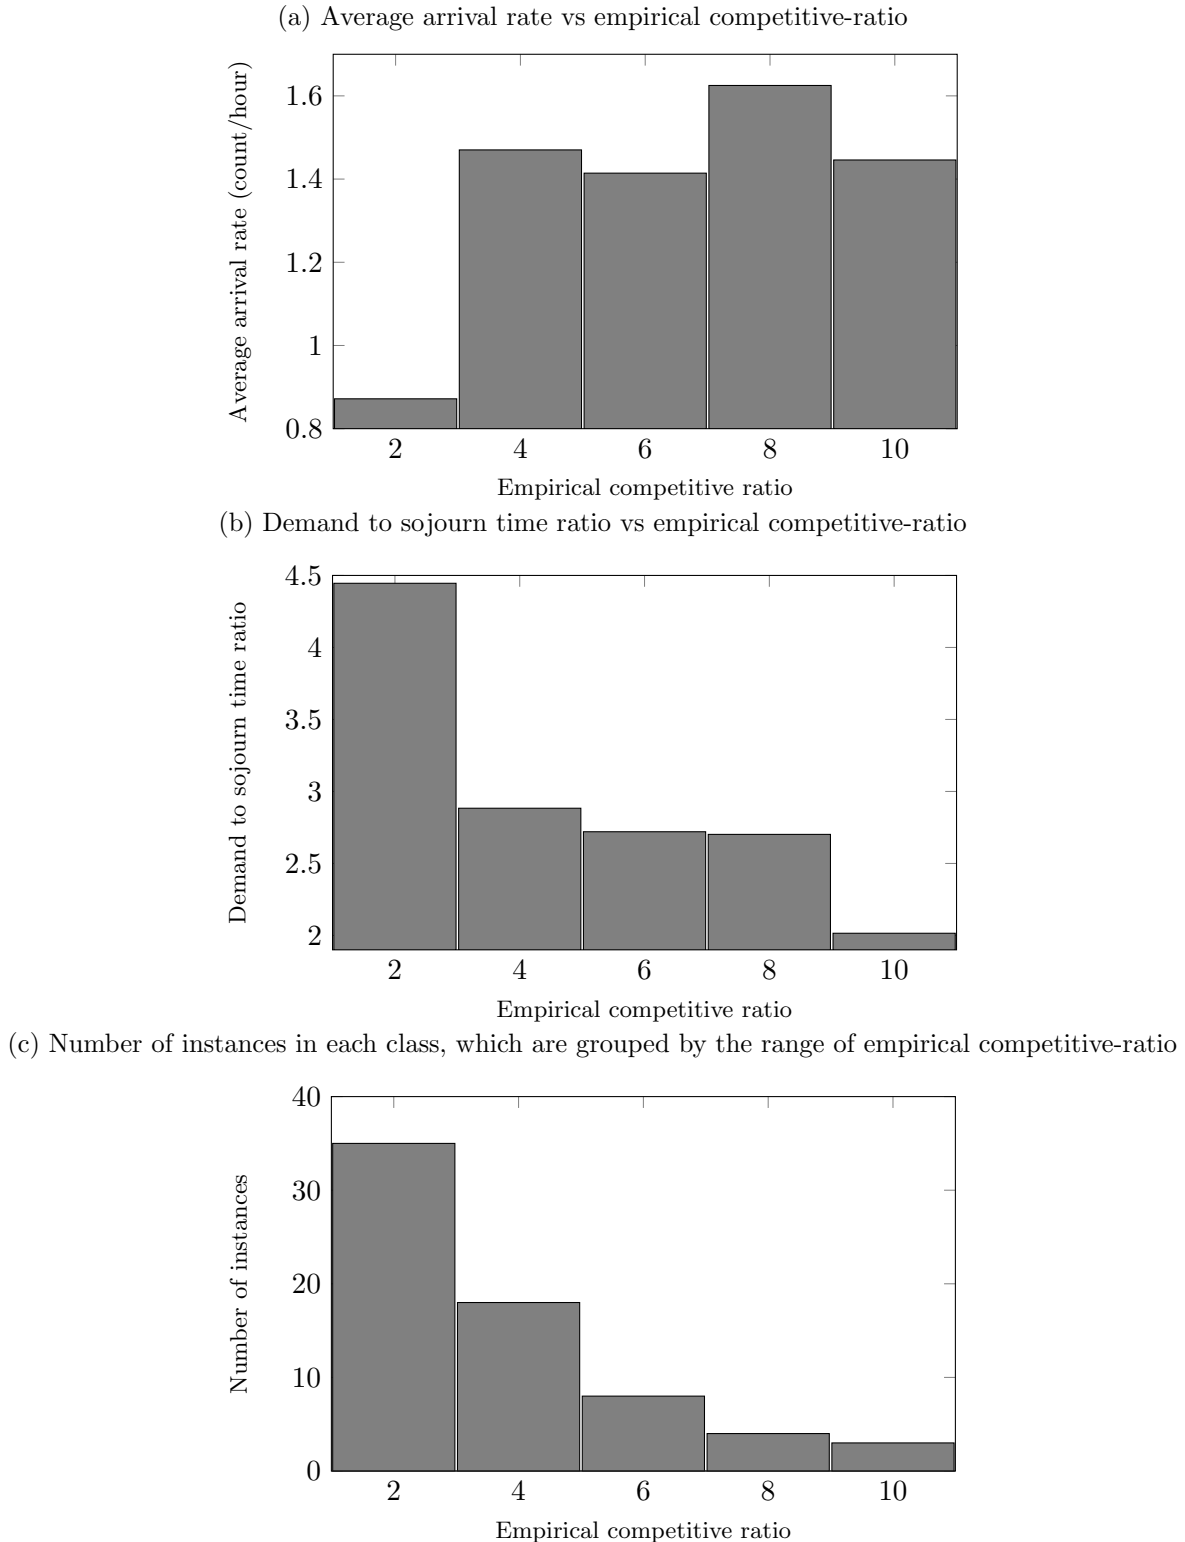 (a) Average arrival rate vs empirical competitive-ratio
Average arrival rate (count/hour)
1.6
1.4
1.2
1
0.8
2 4 6 8 10
Empirical competitive ratio
(b) Demand to sojourn time ratio vs empirical competitive-ratio
Demand to sojourn time ratio
4.5
4
3.5
3
2.5
2
2 4 6 8 10
Empirical competitive ratio
(c) Number of instances in each class, which are grouped by the range of empirical competitive-ratio
Number of instances
40
30
20
10
0
2 4 6 8 10
Empirical competitive ratio